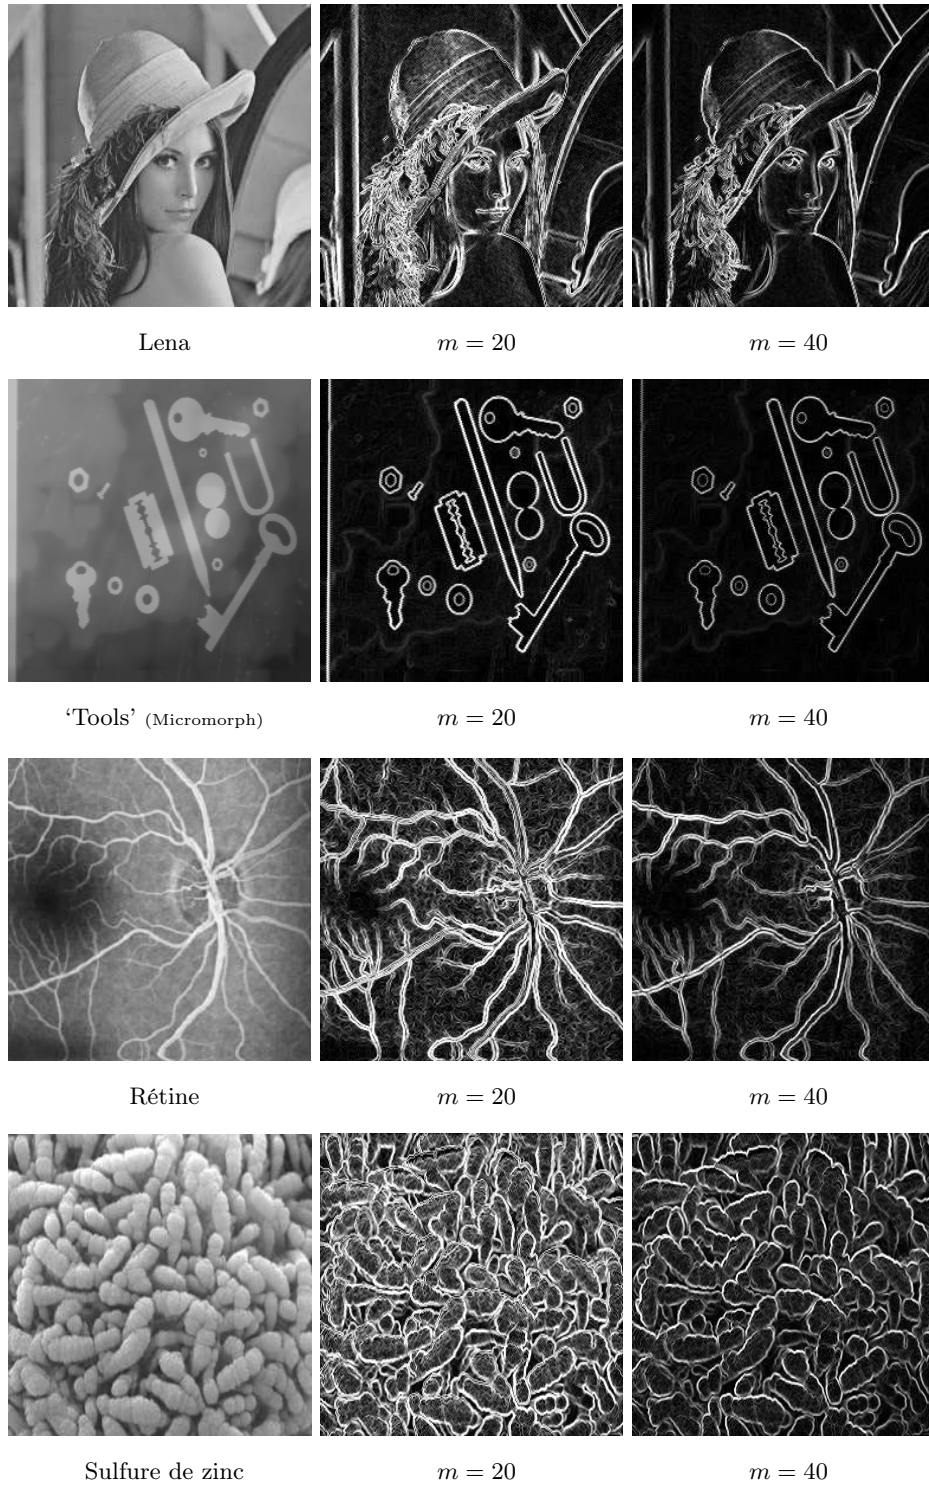 Lena
m = 20
m = 40
‘Tools’ (Micromorph)
m = 20
m = 40
Rétine
m = 20
m = 40
Sulfure de zinc
m = 20
m = 40